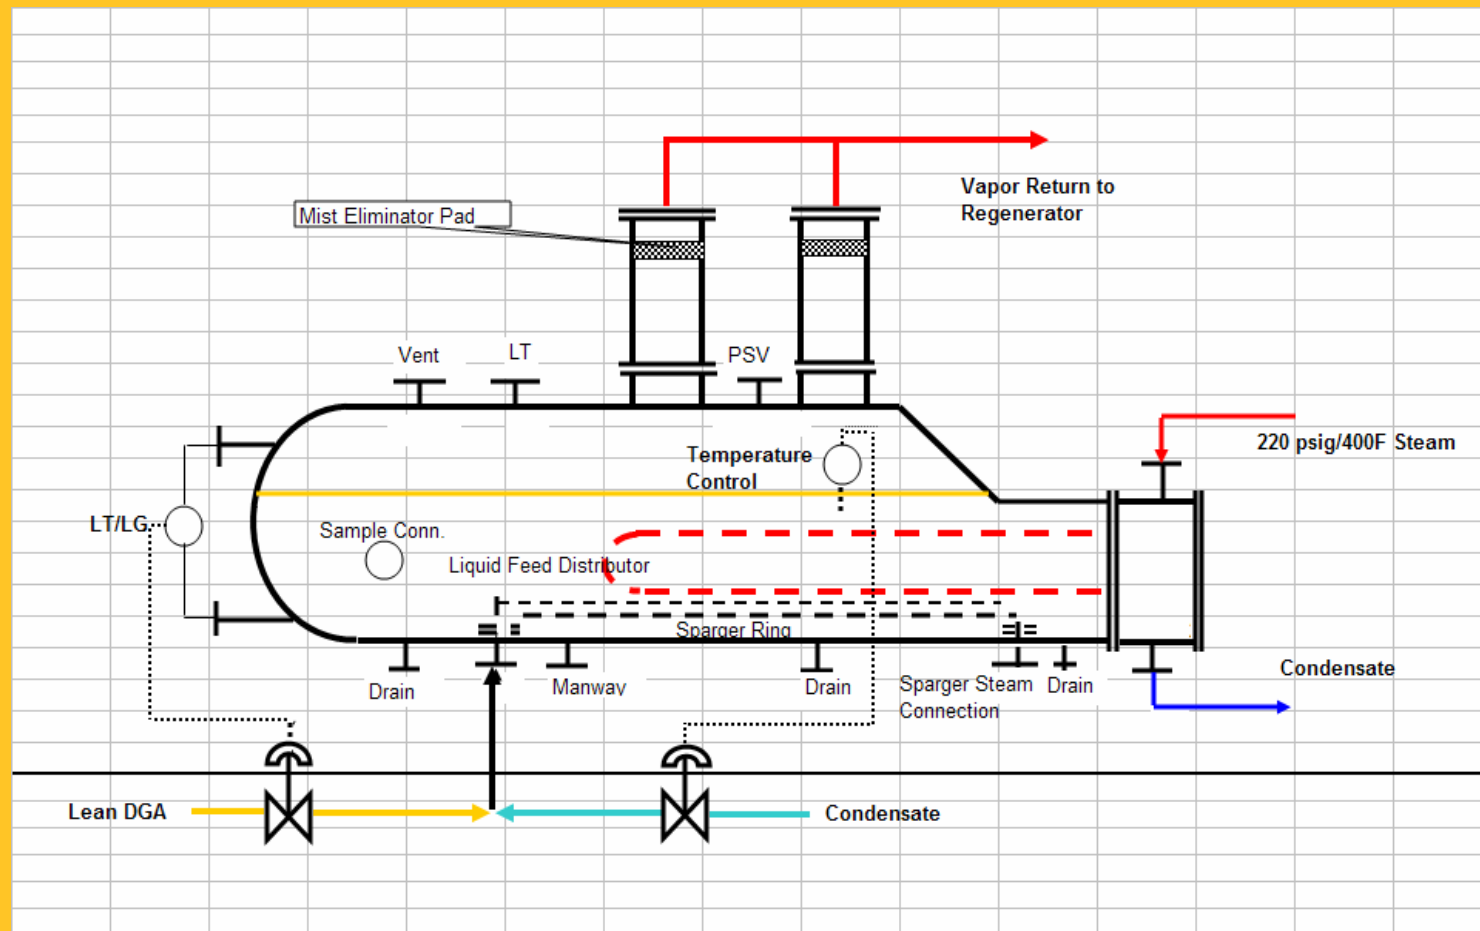 Vapor Return to
Regenerator
Mist Eliminator Pad
Vent
LT
PSV
220 psig/400F Steam
Temperature
Control
LT/LG
Sample Conn.
Liquid Feed Distributor
Sparger Ring
Drain
Manway
Drain
Sparger Steam
Connection
Drain
Condensate
Lean DGA
Condensate